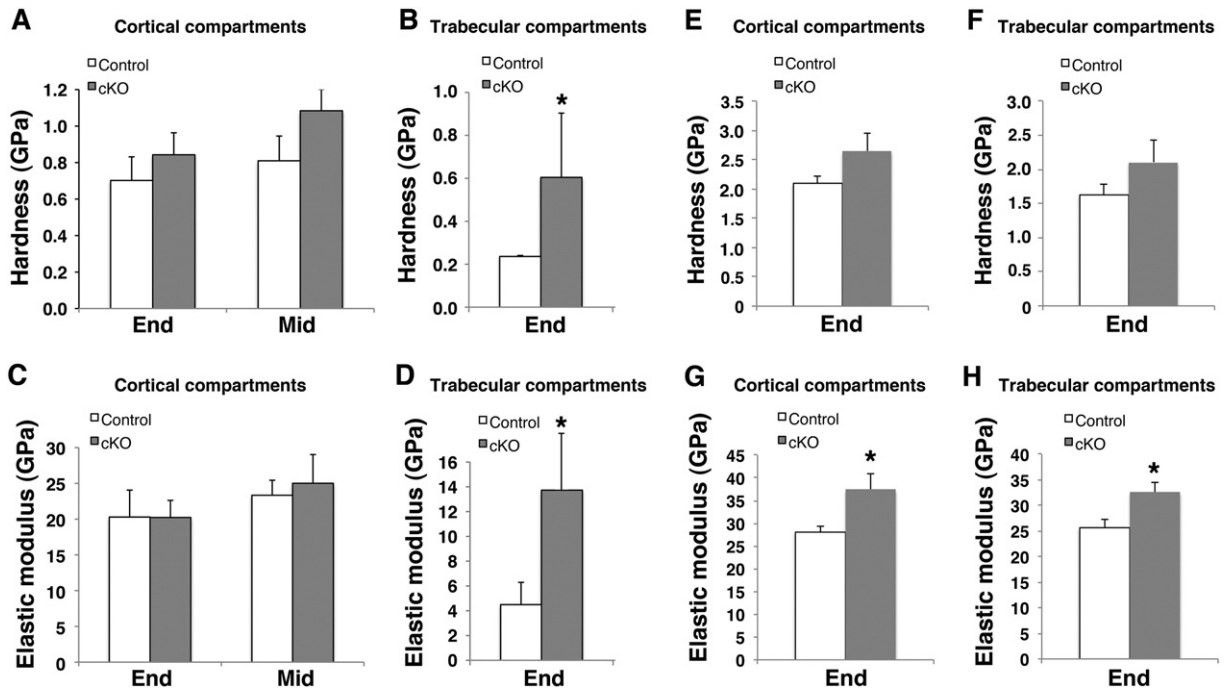 A Cortical compartments
Control
cKO
Hardness (GPa)
1.2
1.0
0.8
0.6
0.4
0.2
0.0
End Mid
B Trabecular compartments
Control
cKO
*
Hardness (GPa)
1.0
0.8
0.6
0.4
0.2
0.0
End
E Cortical compartments
Control
cKO
Hardness (GPa)
3.5
3.0
2.5
2.0
1.5
1.0
0.5
0
End
F Trabecular compartments
Control
cKO
Hardness (GPa)
3.0
2.5
2.0
1.5
1.0
0.5
0
End
C Cortical compartments
Control
cKO
Elastic modulus (GPa)
30
25
20
15
10
5
0
End Mid
D Trabecular compartments
Control
cKO
*
Elastic modulus (GPa)
16
14
12
10
8
6
4
2
0
End
G Cortical compartments
Control
cKO
*
Elastic modulus (GPa)
45
40
35
30
25
20
15
10
5
0
End
H Trabecular compartments
Control
cKO
*
Elastic modulus (GPa)
40
35
30
25
20
15
10
5
0
End